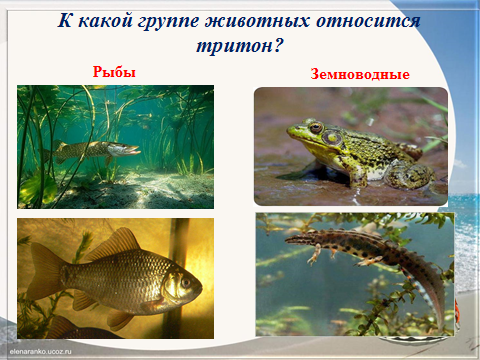 К какой группе животных относится
тритон?
Рыбы
Земноводные
elenaranko.ucoz.ru